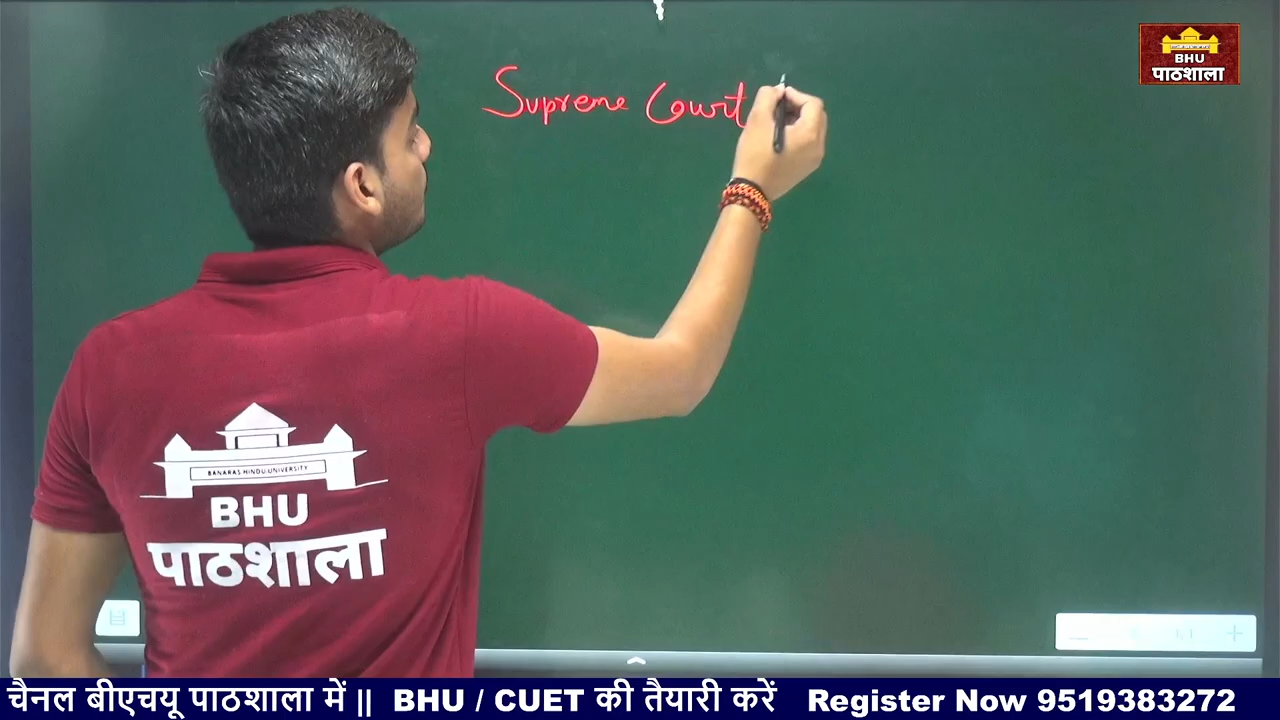 Supreme Court
BHU
पाठशाला
BANARAS HINDU UNIVERSITY
BHU
पाठशाला
चैनल बीएचयू पाठशाला में || BHU / CUET की तैयारी करें Register Now 9519383272